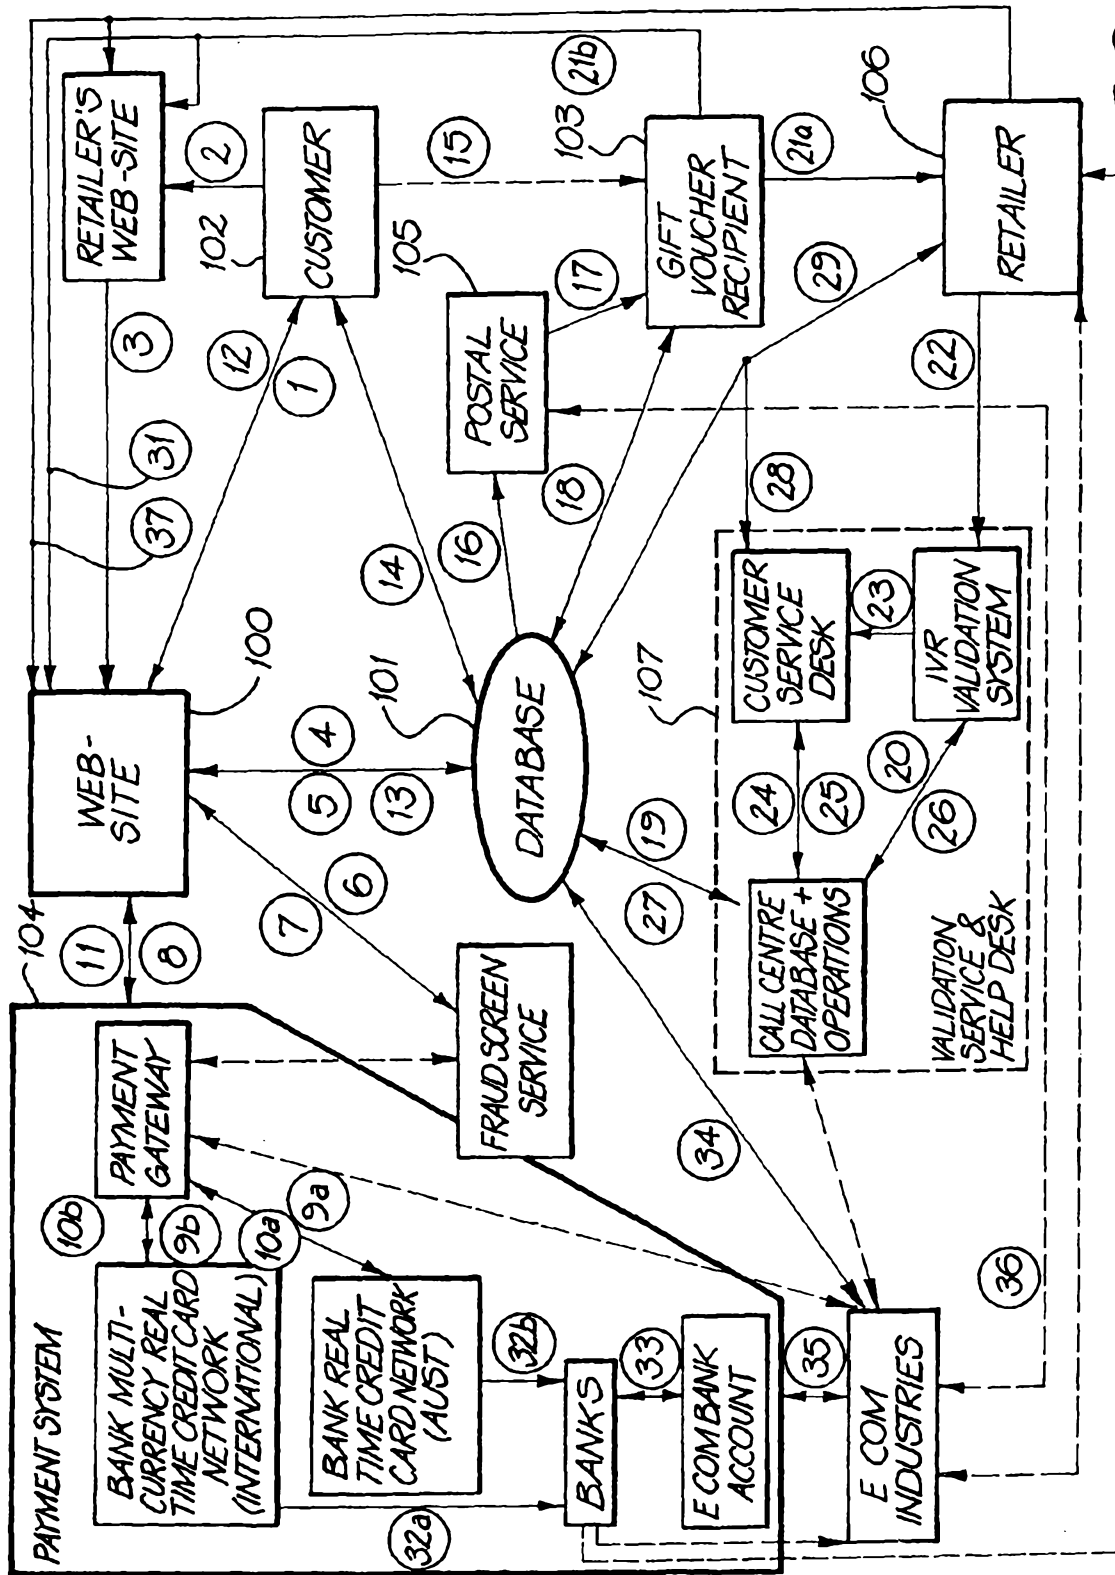 PAYMENT SYSTEM
BANK MULTI-
CURRENCY REAL
TIME CREDIT CARD
NETWORK
(INTERNATIONAL)
10b
9b
PAYMENT
GATEWAY
10a
9a
BANK REAL
TIME CREDIT
CARD NETWORK
(AUST)
32a
32b
BANKS
33
E COM BANK
ACCOUNT
35
E COM
INDUSTRIES
104
11
8
WEB-
SITE
100
37
31
3
RETAILER'S
WEB-SITE
2
7
6
FRAUD SCREEN
SERVICE
5
4
13
12
1
102
CUSTOMER
101
DATABASE
14
15
16
105
POSTAL
SERVICE
17
18
103
21b
GIFT
VOUCHER
RECIPIENT
21a
29
106
RETAILER
22
34
27
19
107
28
CUSTOMER
SERVICE
DESK
24
25
23
CALL CENTRE
DATABASE +
OPERATIONS
20
26
IVR
VALIDATION
SYSTEM
VALIDATION
SERVICE &
HELP DESK
36